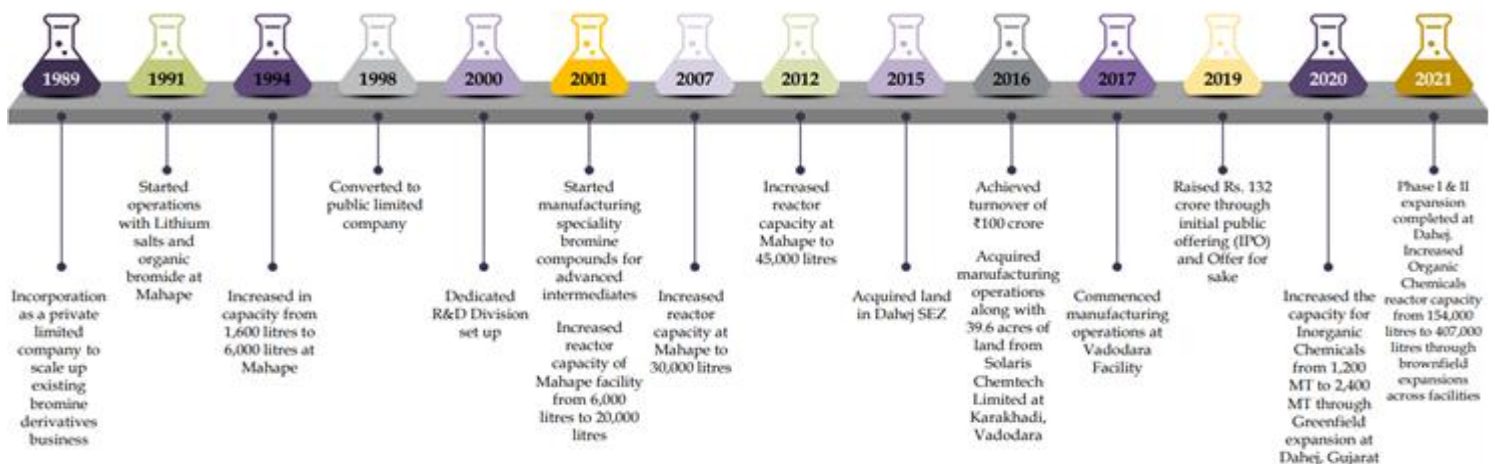 1989
Incorporation
as a private
limited
company to
scale up
existing
bromine
derivatives
business
1991
Started
operations
with Lithium
salts and
organic
bromide at
Mahape
1994
Increased in
capacity from
1,600 litres to
6,000 litres at
Mahape
1998
Converted to
public limited
company
2000
Dedicated
R&D Division
set up
2001
Started
manufacturing
speciality
bromine
compounds for
advanced
intermediates
Increased
reactor
capacity of
Mahape facility
from 6,000
litres to 20,000
litres
2007
Increased
reactor
capacity at
Mahape to
30,000 litres
2012
Increased
reactor
capacity at
Mahape to
45,000 litres
2015
Acquired land
in Dahej SEZ
2016
Achieved
turnover of
₹100 crore
Acquired
manufacturing
operations
along with
39.6 acres of
land from
Solaris
Chemtech
Limited at
Karakhadi,
Vadodara
2017
Commenced
manufacturing
operations at
Vadodara
Facility
2019
Raised Rs. 132
crore through
initial public
offering (IPO)
and Offer for
sake
2020
Increased the
capacity for
Inorganic
Chemicals
from 1,200
MT to 2,400
MT through
Greenfield
expansion at
Dahej, Gujarat
2021
Phase I & II
expansion
completed at
Dahej.
Increased
Organic
Chemicals
reactor capacity
from 154,000
litres to 407,000
litres through
brownfield
expansions
across facilities